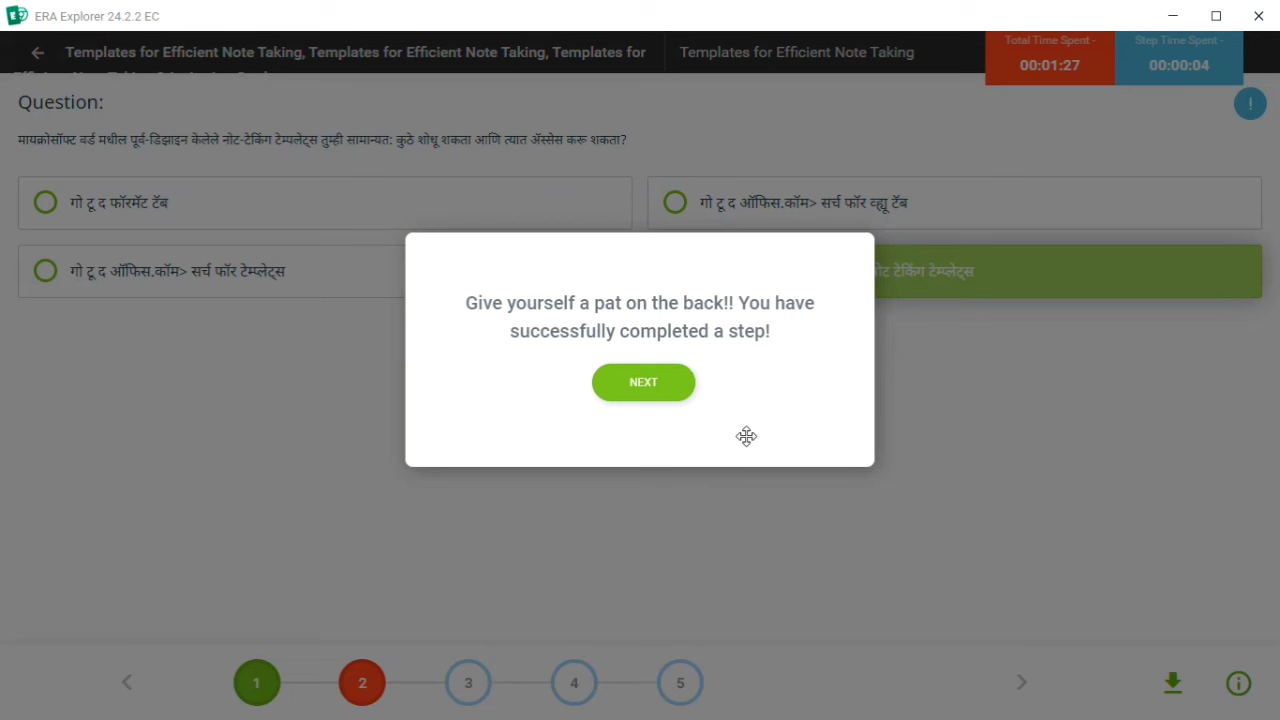 ERA Explorer 24.2.2 EC
Templates for Efficient Note Taking, Templates for Efficient Note Taking, Templates for
Templates for Efficient Note Taking
Total Time Spent -
00:01:27
Step Time Spent -
00:00:04
Question:
!
मायक्रोसॉफ्ट वर्ड मधील पूर्व-डिझाइन केलेले नोट-टेकिंग टेम्पलेट्स तुम्ही सामान्यत: कुठे शोधू शकता आणि त्यात ॲस्सेस करू शकता?
गो टू द फॉरमॅट टॅब
गो टू द ऑफिस.कॉम> सर्च फॉर व्ह्यू टॅब
गो टू द ऑफिस.कॉम> सर्च फॉर टेम्प्लेट्स
टेकिंग टेम्प्लेट्स
Give yourself a pat on the back!! You have
successfully completed a step!
NEXT
1
2
3
4
5